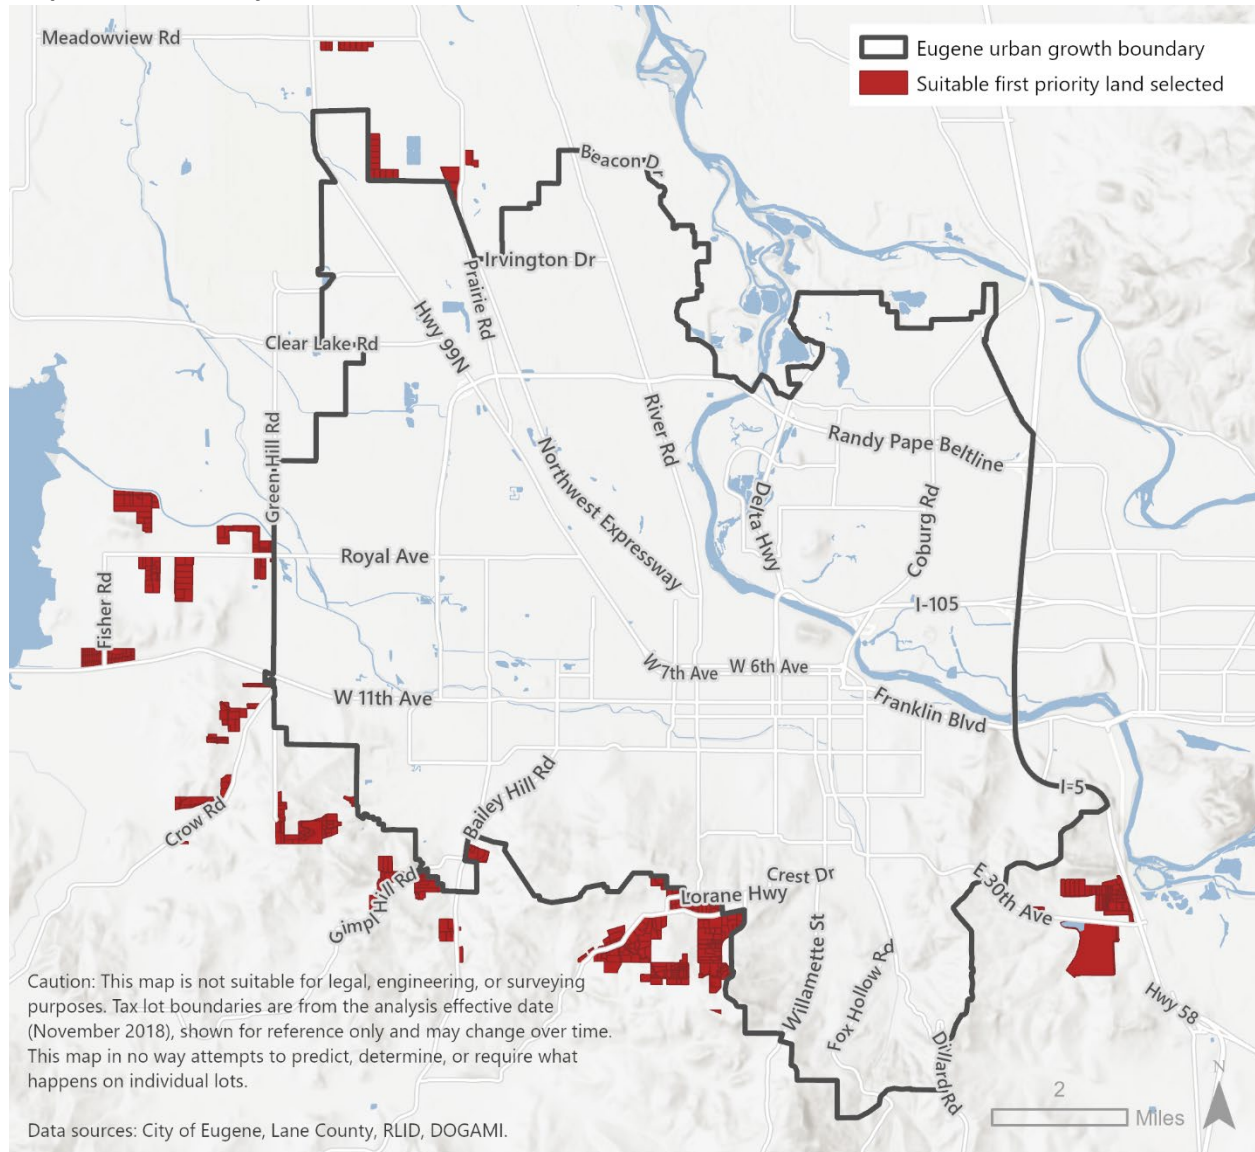 Meadowview Rd
Eugene urban growth boundary
Suitable first priority land selected
Beacon Dr
Irvington Dr
Prairie Rd
Hwy 99N
Clear Lake Rd
Green Hill Rd
River Rd
Randy Pape Beltline
Northwest Expressway
Delta Hwy
Coburg Rd
Royal Ave
Fisher Rd
I-105
W 7th Ave
W 6th Ave
W 11th Ave
Franklin Blvd
I-5
Bailey Hill Rd
Crow Rd
Gimpl Hill Rd
Crest Dr
Lorane Hwy
E 30th Ave
Willamette St
Fox Hollow Rd
Dillard Rd
Hwy 58
Caution: This map is not suitable for legal, engineering, or surveying
purposes. Tax lot boundaries are from the analysis effective date
(November 2018), shown for reference only and may change over time.
This map in no way attempts to predict, determine, or require what
happens on individual lots.
Data sources: City of Eugene, Lane County, RLID, DOGAMI.
2
Miles
N